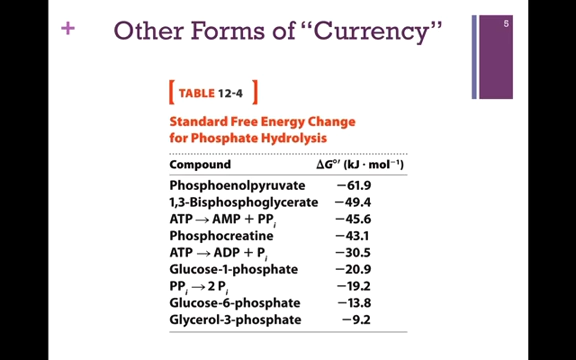 + Other Forms of “Currency” 5
[ TABLE 12-4 ]
Standard Free Energy Change
for Phosphate Hydrolysis
Compound ΔG°′ (kJ · mol⁻¹)
Phosphoenolpyruvate −61.9
1,3-Bisphosphoglycerate −49.4
ATP → AMP + PPᵢ −45.6
Phosphocreatine −43.1
ATP → ADP + Pᵢ −30.5
Glucose-1-phosphate −20.9
PPᵢ → 2 Pᵢ −19.2
Glucose-6-phosphate −13.8
Glycerol-3-phosphate −9.2